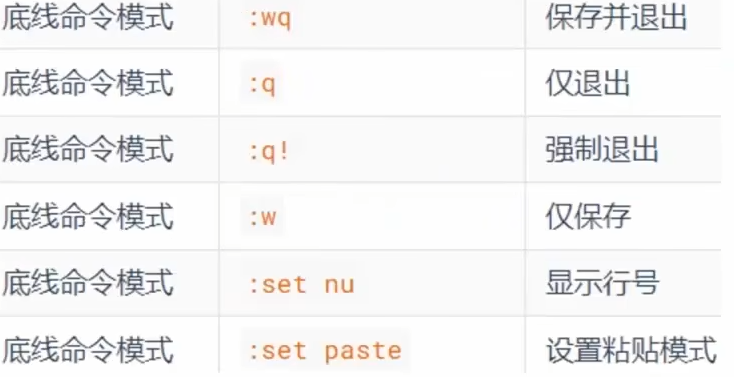 底线命令模式 :wq 保存并退出
底线命令模式 :q 仅退出
底线命令模式 :q! 强制退出
底线命令模式 :w 仅保存
底线命令模式 :set nu 显示行号
底线命令模式 :set paste 设置粘贴模式